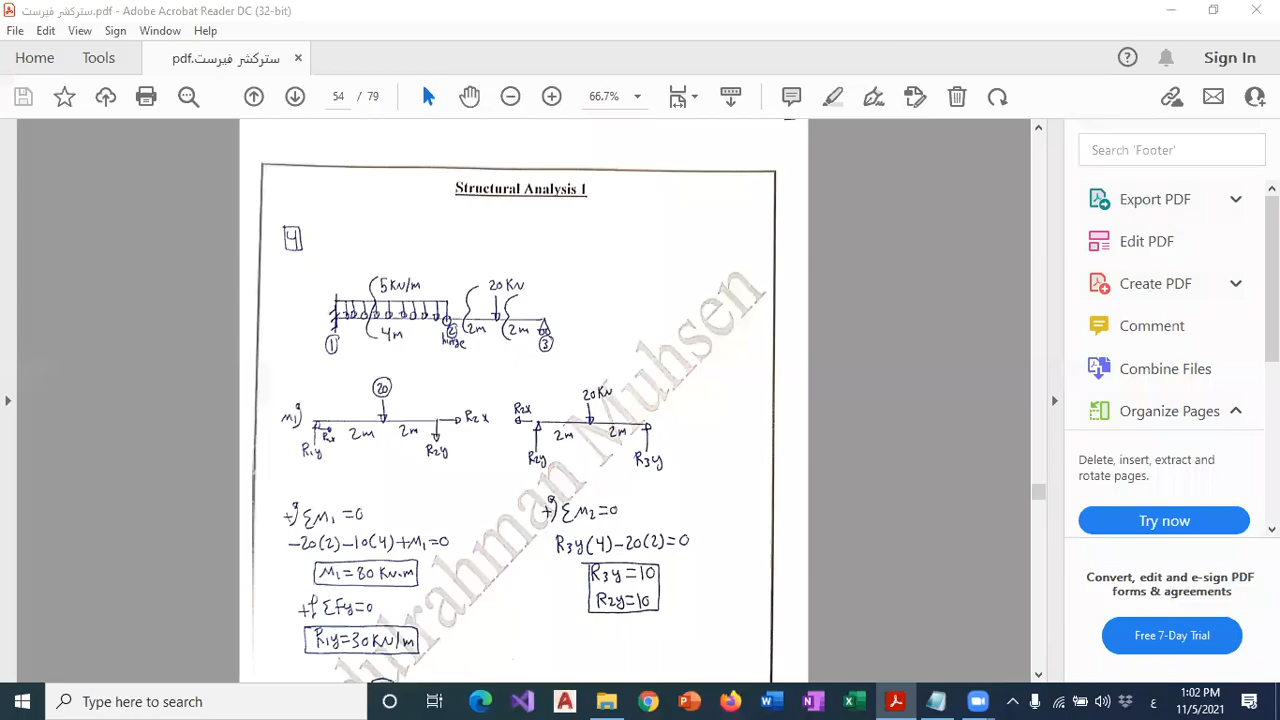 سترکشر فيرست.pdf - Adobe Acrobat Reader DC (32-bit)
File Edit View Sign Window Help
Home Tools سترکشر فيرست.pdf × Sign In
54 / 79 66.7%
Structural Analysis 1
4
5 KN/m 20 KN
4m 2m 2m
1 2 hinge 3
20 20 KN
M1 R2x R2x
Rx 2m 2m 2m 2m
R1y R2y R2y R3y
+ ΣM1 = 0
-20(2) -10(4) + M1 = 0
M1 = 80 KN.m
+ ΣFy = 0
R1y = 30 KN/m
+ ΣM2 = 0
R3y(4) - 20(2) = 0
R3y = 10
R2y = 10
dulrahman Muhsen
Search 'Footer'
Export PDF
Edit PDF
Create PDF
Comment
Combine Files
Organize Pages
Delete, insert, extract and
rotate pages.
Try now
Convert, edit and e-sign PDF
forms & agreements
Free 7-Day Trial
Type here to search
ع 1:02 PM
11/5/2021